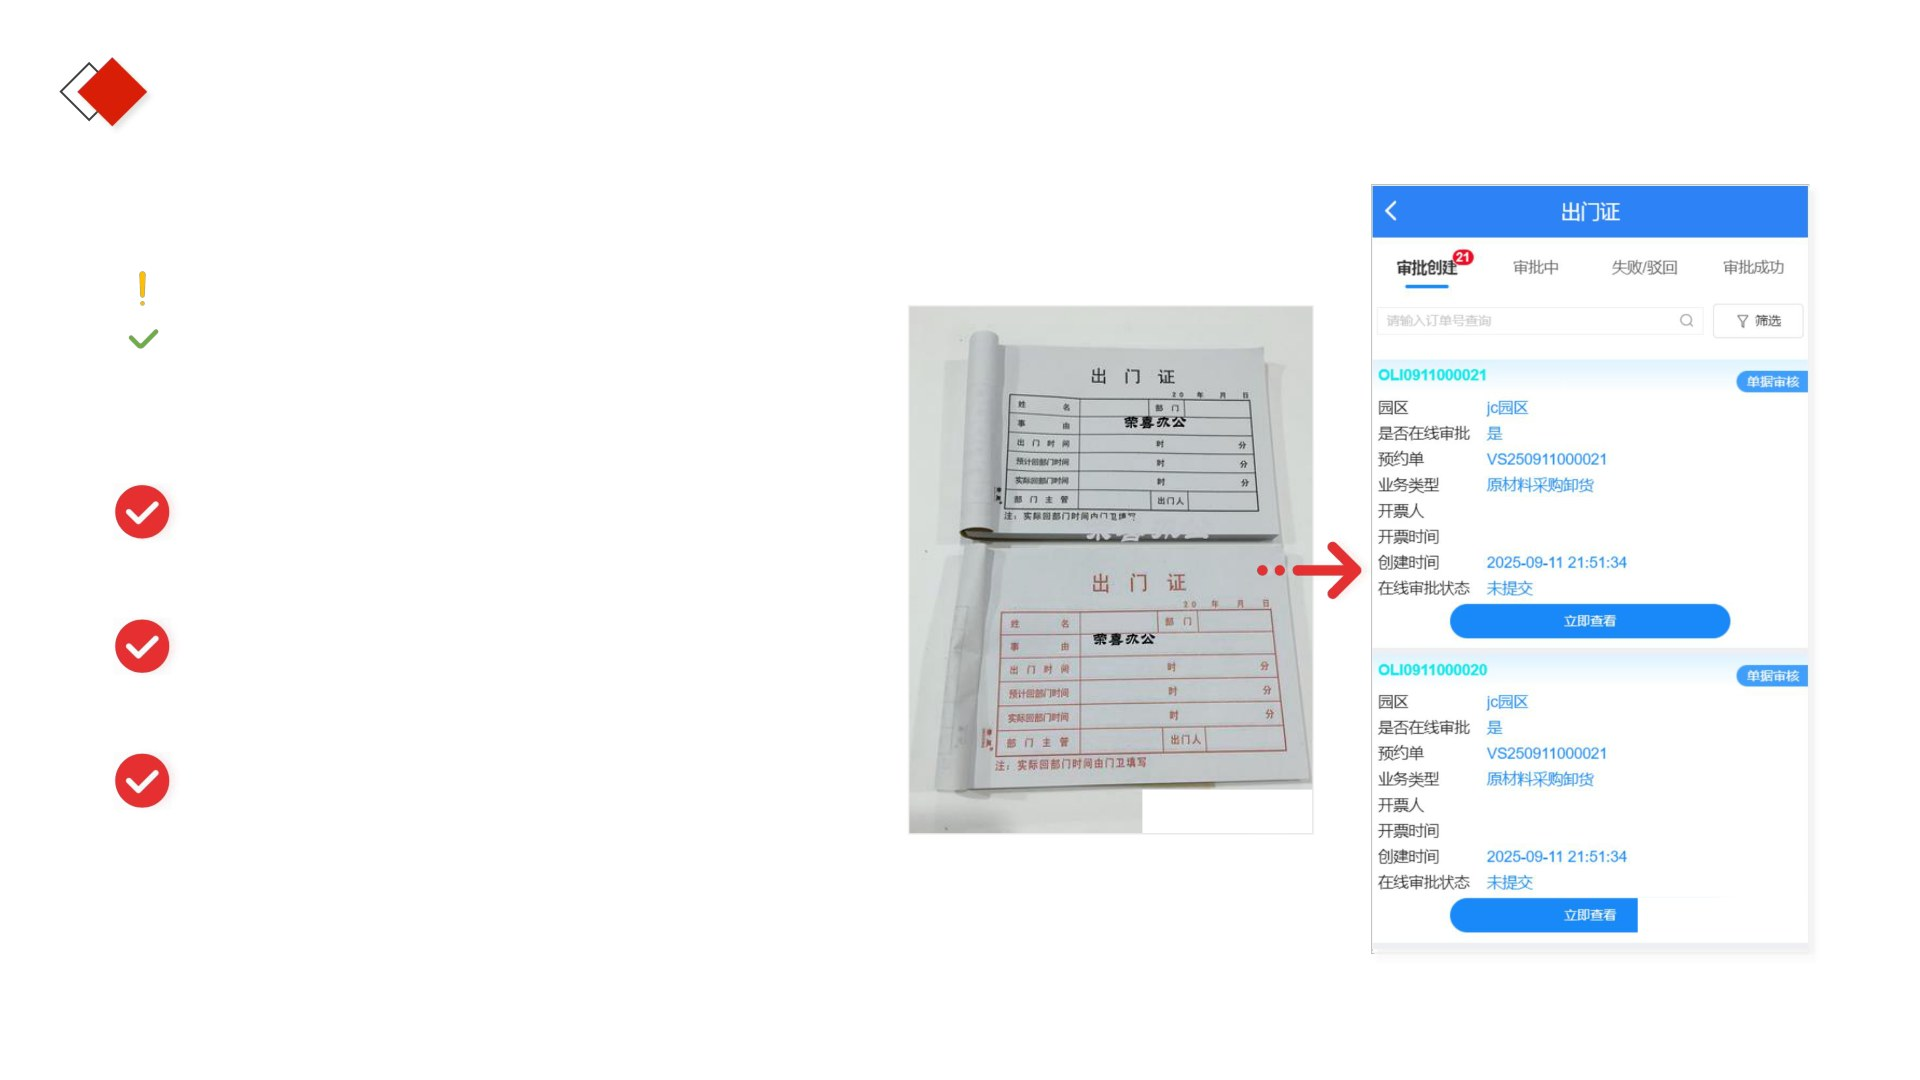 出门证
20 年 月 日
姓 名 部 门
事 由 荣喜办公
出 门 时 间 时 分
预计回部门时间 时 分
实际回部门时间 时 分
部 门 主 管 出门人
注：实际回部门时间由门卫填写
出门证
20 年 月 日
姓 名 部 门
事 由 荣喜办公
出 门 时 间 时 分
预计回部门时间 时 分
实际回部门时间 时 分
部 门 主 管 出门人
注：实际回部门时间由门卫填写
出门证
审批创建 21 审批中 失败/驳回 审批成功
请输入订单号查询 筛选
OLI0911000021 单据审核
园区 jc园区
是否在线审批 是
预约单 VS250911000021
业务类型 原材料采购卸货
开票人
开票时间
创建时间 2025-09-11 21:51:34
在线审批状态 未提交
立即查看
OLI0911000020 单据审核
园区 jc园区
是否在线审批 是
预约单 VS250911000021
业务类型 原材料采购卸货
开票人
开票时间
创建时间 2025-09-11 21:51:34
在线审批状态 未提交
立即查看